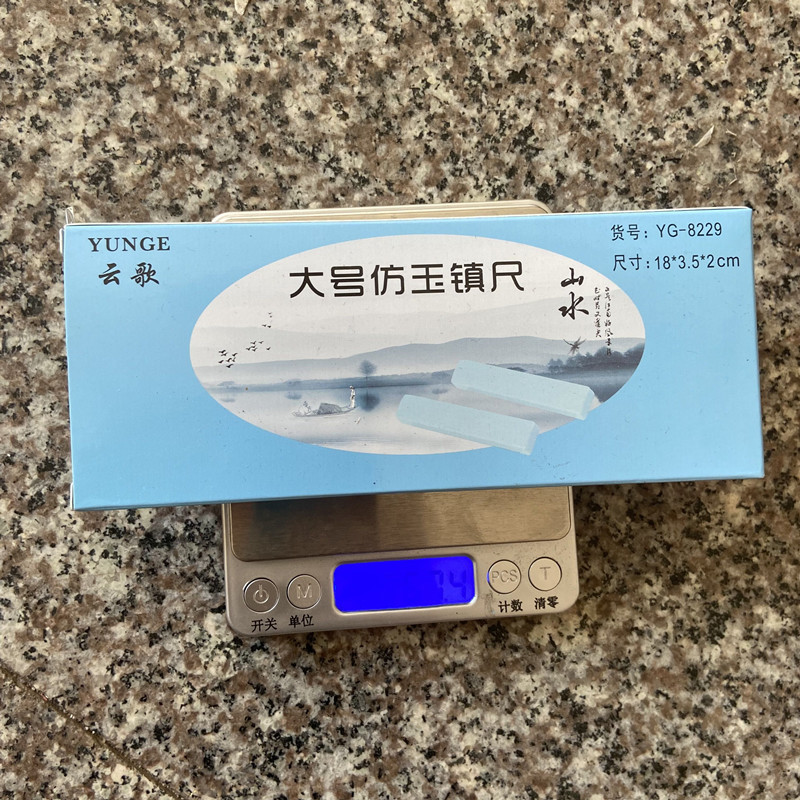 YUNGE
云歌
大号仿玉镇尺
山水
货号：YG-8229
尺寸：18*3.5*2cm
M
PCS
T
开关
单位
计数
清零